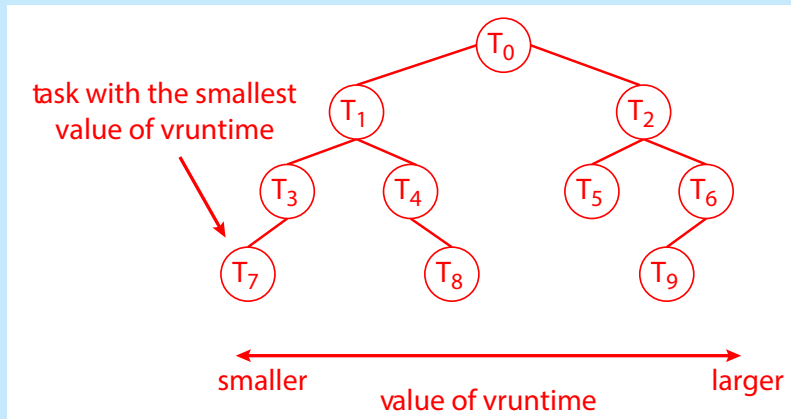 T0
task with the smallest
value of vruntime
T1
T2
T3
T4
T5
T6
T7
T8
T9
smaller
larger
value of vruntime